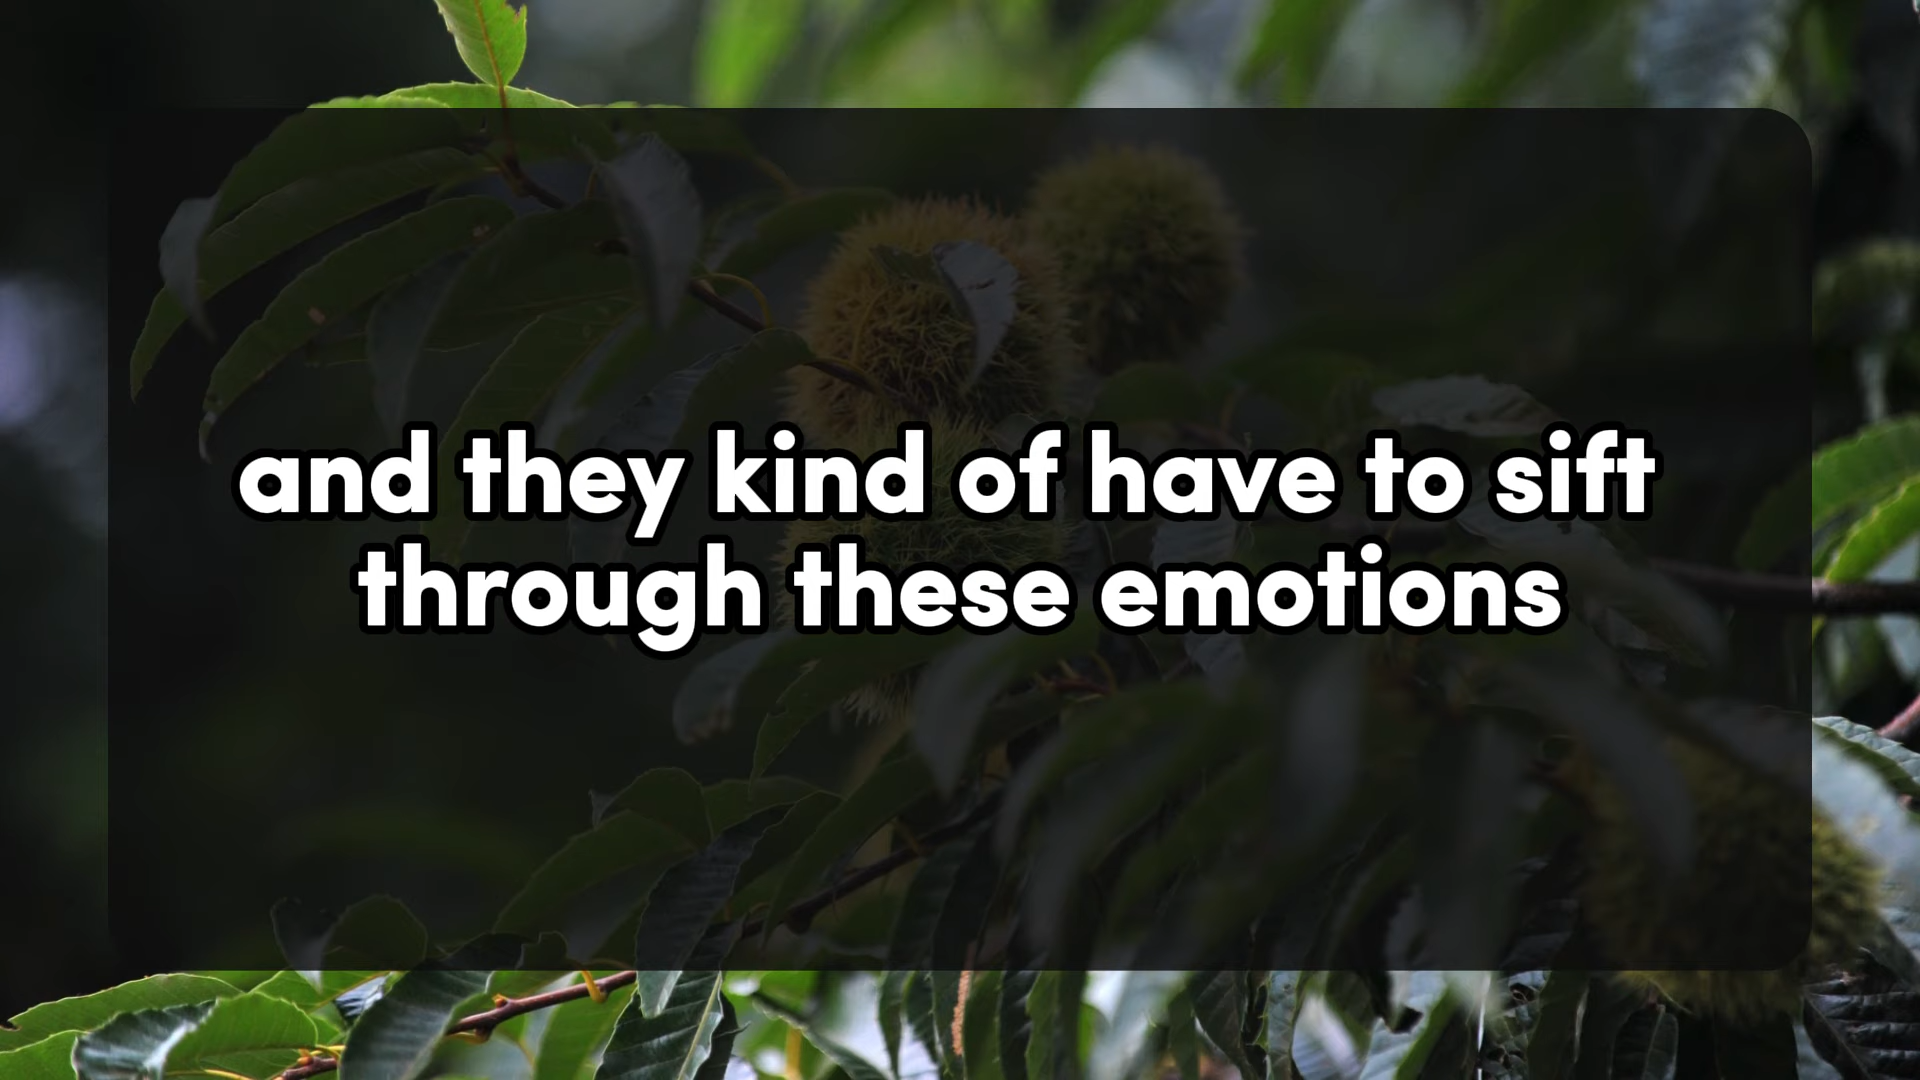 and they kind of have to sift
through these emotions